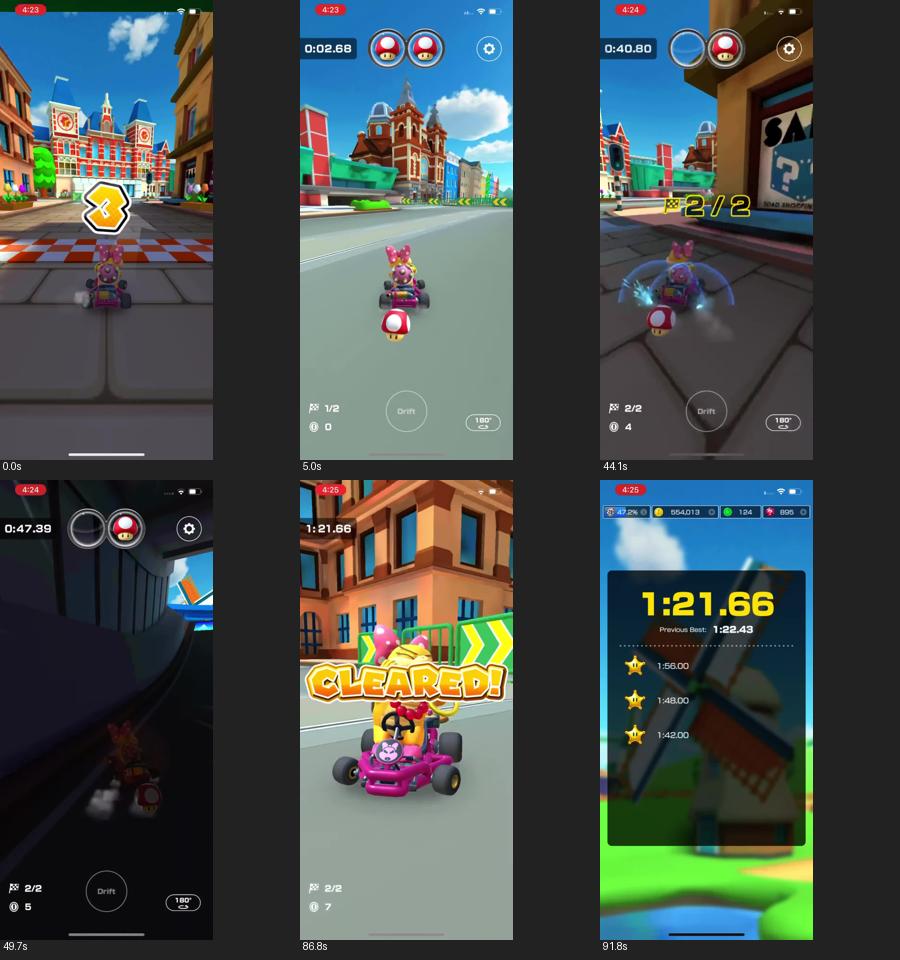 4:23
3
0.0s
4:23
0:02.68
1/2
0
Drift
180°
5.0s
4:24
0:40.80
2/2
2/2
4
Drift
180°
44.1s
4:24
0:47.39
2/2
5
Drift
180°
49.7s
4:25
1:21.66
CLEARED!
2/2
7
86.8s
4:25
47.2% 554,013 124 895
1:21.66
Previous Best: 1:22.43
1:56.00
1:48.00
1:42.00
91.8s